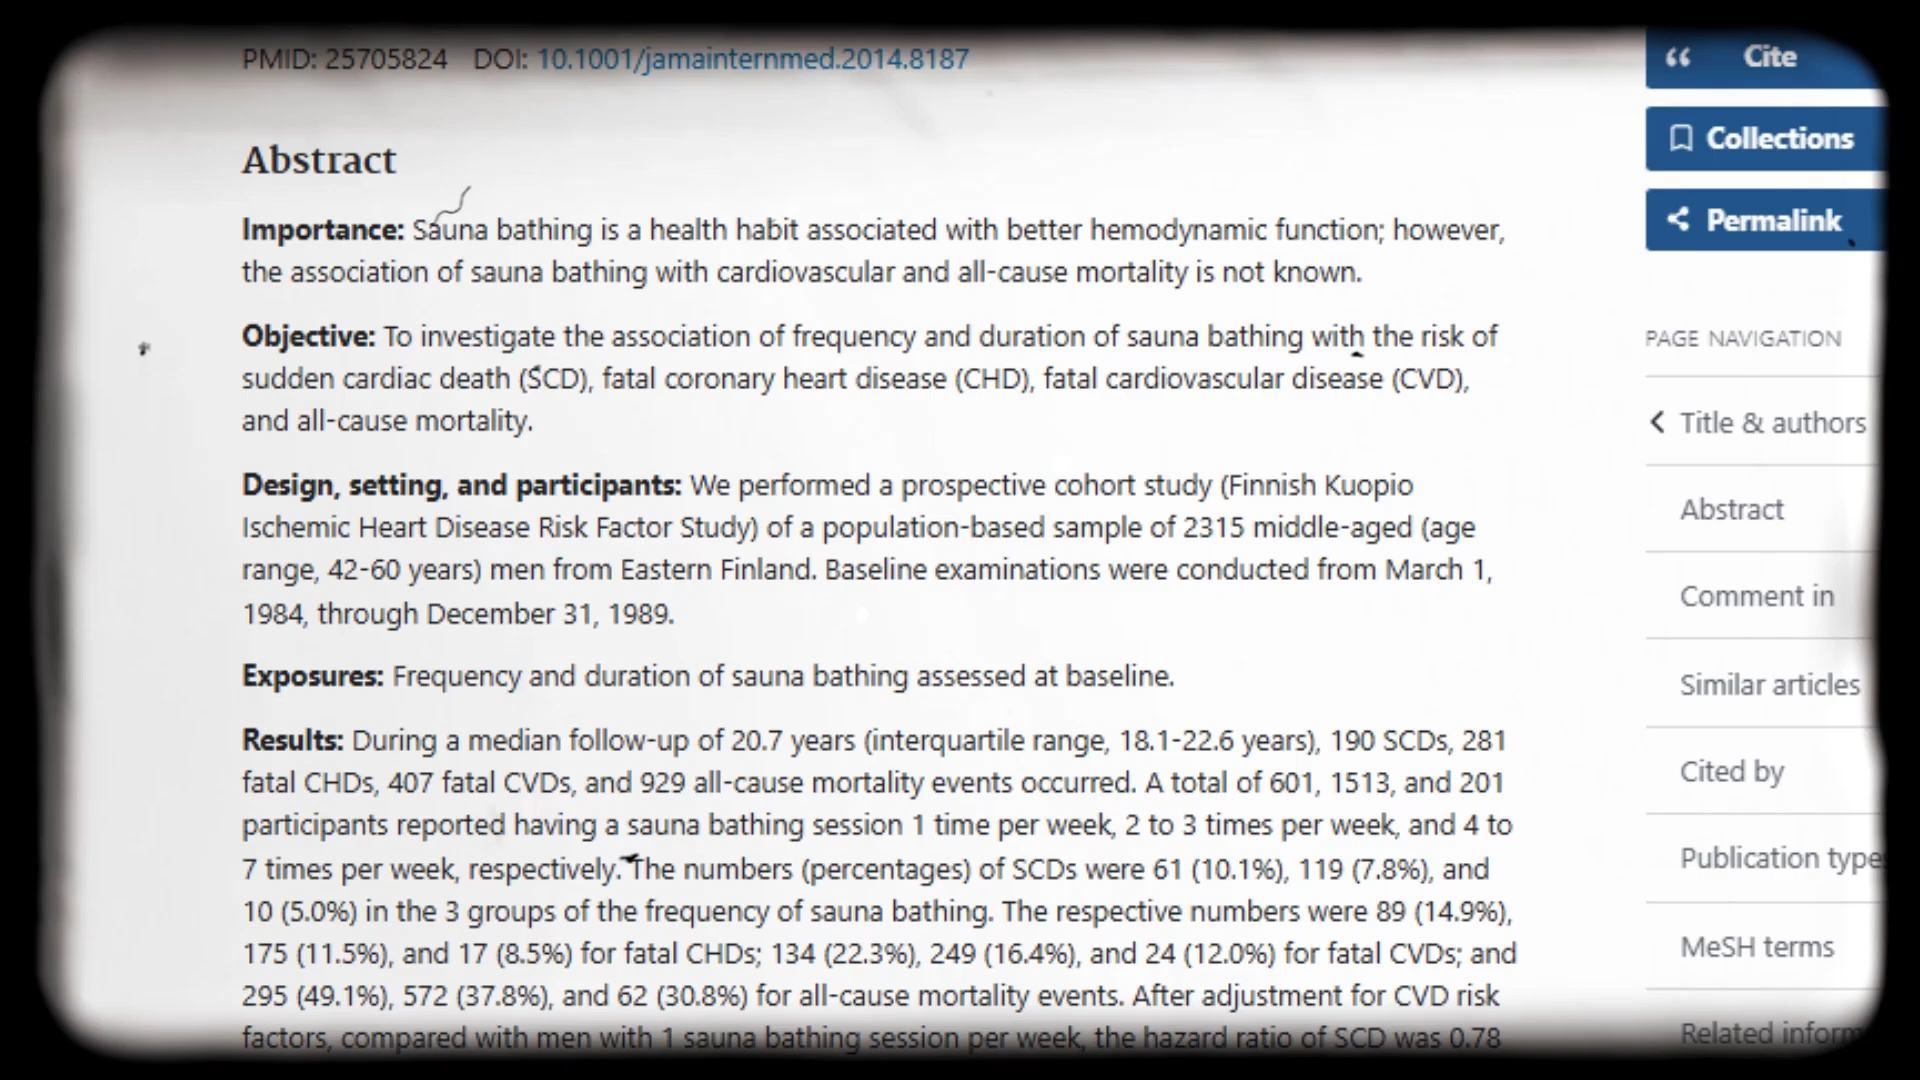 PMID: 25705824 DOI: 10.1001/jamainternmed.2014.8187
Abstract
Importance: Sauna bathing is a health habit associated with better hemodynamic function; however,
the association of sauna bathing with cardiovascular and all-cause mortality is not known.
Objective: To investigate the association of frequency and duration of sauna bathing with the risk of
sudden cardiac death (SCD), fatal coronary heart disease (CHD), fatal cardiovascular disease (CVD),
and all-cause mortality.
Design, setting, and participants: We performed a prospective cohort study (Finnish Kuopio
Ischemic Heart Disease Risk Factor Study) of a population-based sample of 2315 middle-aged (age
range, 42-60 years) men from Eastern Finland. Baseline examinations were conducted from March 1,
1984, through December 31, 1989.
Exposures: Frequency and duration of sauna bathing assessed at baseline.
Results: During a median follow-up of 20.7 years (interquartile range, 18.1-22.6 years), 190 SCDs, 281
fatal CHDs, 407 fatal CVDs, and 929 all-cause mortality events occurred. A total of 601, 1513, and 201
participants reported having a sauna bathing session 1 time per week, 2 to 3 times per week, and 4 to
7 times per week, respectively. The numbers (percentages) of SCDs were 61 (10.1%), 119 (7.8%), and
10 (5.0%) in the 3 groups of the frequency of sauna bathing. The respective numbers were 89 (14.9%),
175 (11.5%), and 17 (8.5%) for fatal CHDs; 134 (22.3%), 249 (16.4%), and 24 (12.0%) for fatal CVDs; and
295 (49.1%), 572 (37.8%), and 62 (30.8%) for all-cause mortality events. After adjustment for CVD risk
factors, compared with men with 1 sauna bathing session per week, the hazard ratio of SCD was 0.78
Cite
Collections
Permalink
PAGE NAVIGATION
Title & authors
Abstract
Comment in
Similar articles
Cited by
Publication type
MeSH terms
Related inform